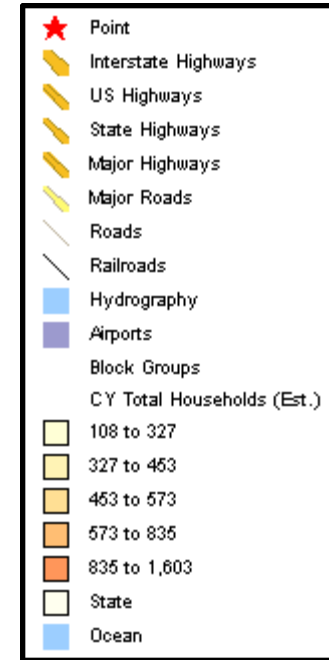 Point
Interstate Highways
US Highways
State Highways
Major Highways
Major Roads
Roads
Railroads
Hydrography
Airports
Block Groups
CY Total Households (Est.)
108 to 327
327 to 453
453 to 573
573 to 835
835 to 1,603
State
Ocean